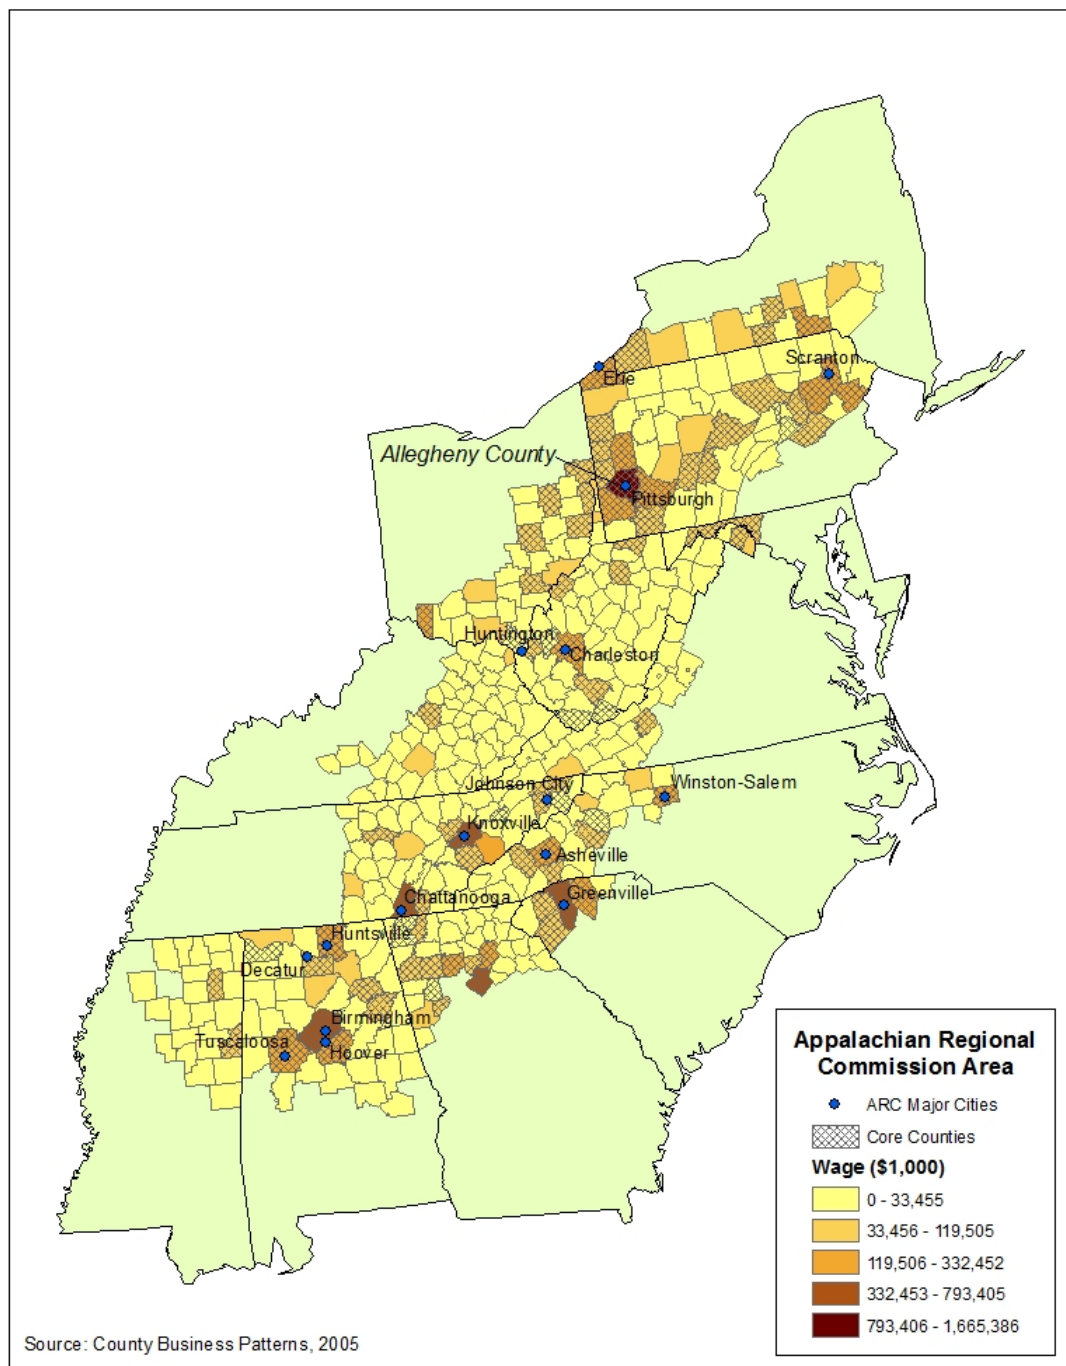 Scranton
Erie
Allegheny County
Pittsburgh
Huntington
Charleston
Johnson City
Winston-Salem
Knoxville
Asheville
Chattanooga
Greenville
Huntsville
Decatur
Birmingham
Tuscaloosa
Hoover
Appalachian Regional
Commission Area
ARC Major Cities
Core Counties
Wage ($1,000)
0 - 33,455
33,456 - 119,505
119,506 - 332,452
332,453 - 793,405
793,406 - 1,665,386
Source: County Business Patterns, 2005